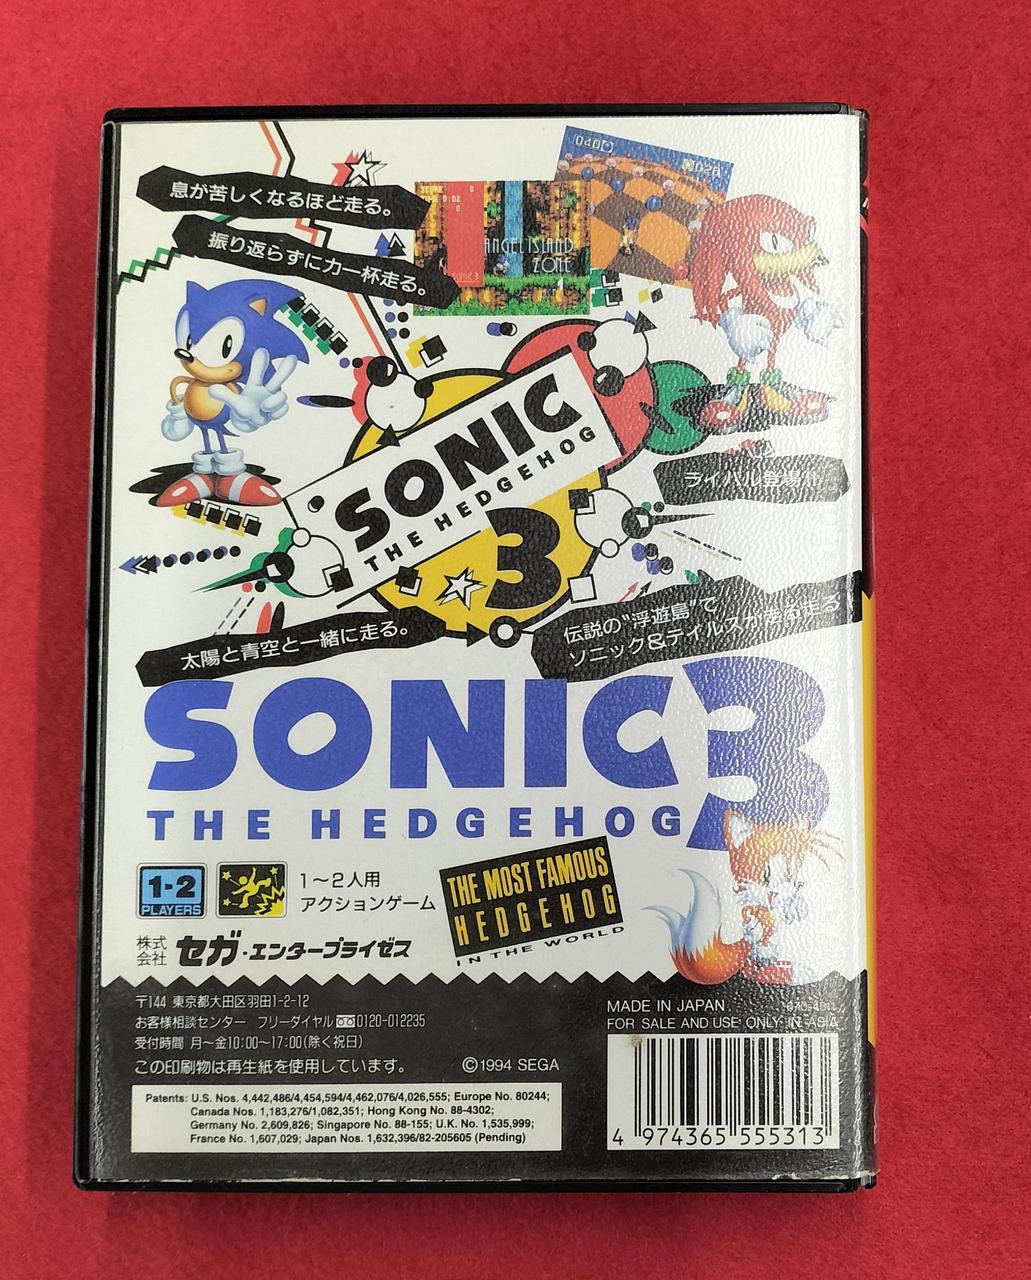 息が苦しくなるほど走る。
振り返らずに力一杯走る。
040
028
SCORE 0
TIME 0:02
0
ANGEL ISLAND
ZONE
SONIC 3
SONIC
THE HEDGEHOG
3
ライバル登場!!
太陽と青空と一緒に走る。
伝説の"浮遊島"で
ソニック&テイルスが走る走る
SONIC 3
THE HEDGEHOG
1-2
PLAYERS
1〜2人用
アクションゲーム
THE MOST FAMOUS
HEDGEHOG
IN THE WORLD
株式会社 セガ・エンタープライゼス
〒144 東京都大田区羽田1-2-12
お客様相談センター フリーダイヤル 0120-012235
受付時間 月〜金10:00〜17:00(除く祝日)
この印刷物は再生紙を使用しています。 ©1994 SEGA
Patents: U.S. Nos. 4,442,486/4,454,594/4,462,076/4,026,555; Europe No. 80244;
Canada Nos. 1,183,276/1,082,351; Hong Kong No. 88-4302;
Germany No. 2,609,826; Singapore No. 88-155; U.K. No. 1,535,999;
France No. 1,607,029; Japan Nos. 1,632,396/82-205605 (Pending)
MADE IN JAPAN
FOR SALE AND USE ONLY IN ASIA
4 974365 555313